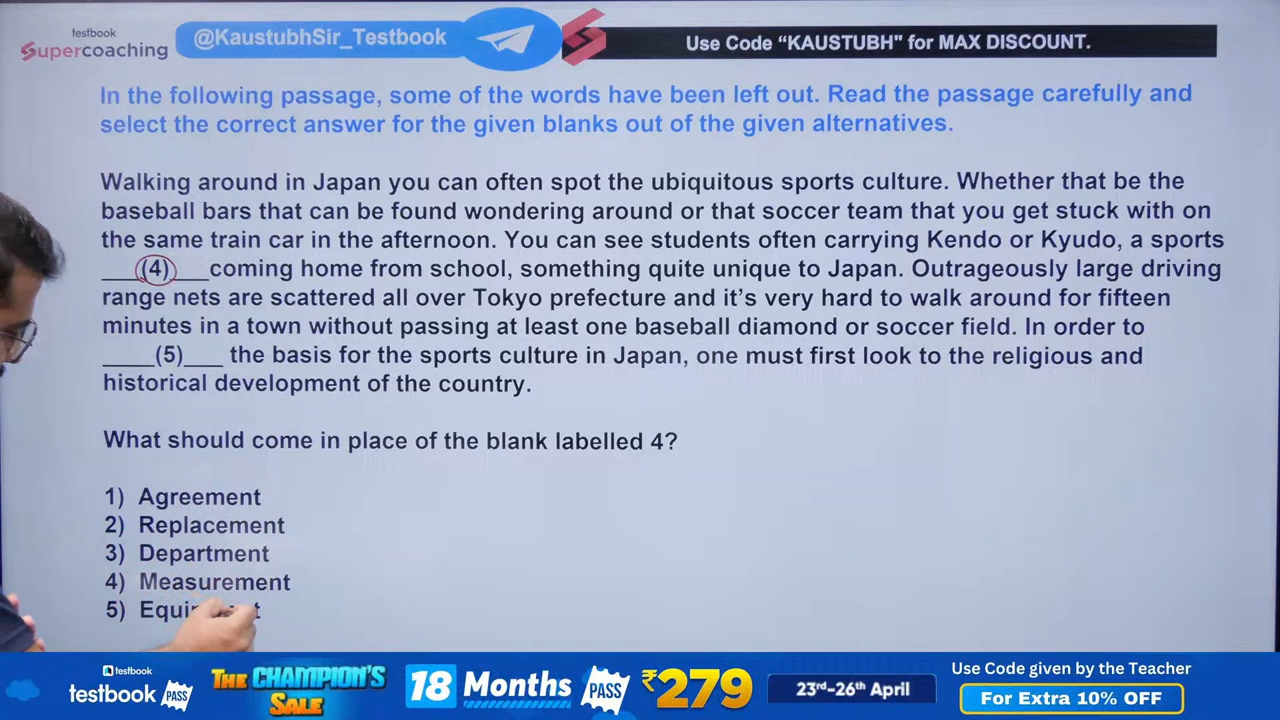 testbook
Supercoaching
@KaustubhSir_Testbook
Use Code “KAUSTUBH" for MAX DISCOUNT.
In the following passage, some of the words have been left out. Read the passage carefully and
select the correct answer for the given blanks out of the given alternatives.
Walking around in Japan you can often spot the ubiquitous sports culture. Whether that be the
baseball bars that can be found wondering around or that soccer team that you get stuck with on
the same train car in the afternoon. You can see students often carrying Kendo or Kyudo, a sports
___(4)___coming home from school, something quite unique to Japan. Outrageously large driving
range nets are scattered all over Tokyo prefecture and it’s very hard to walk around for fifteen
minutes in a town without passing at least one baseball diamond or soccer field. In order to
____(5)___ the basis for the sports culture in Japan, one must first look to the religious and
historical development of the country.
What should come in place of the blank labelled 4?
1) Agreement
2) Replacement
3) Department
4) Measurement
5)
testbook
testbook PASS
THE CHAMPION'S
SALE
18 Months PASS ₹279
23rd-26th April
Use Code given by the Teacher
For Extra 10% OFF